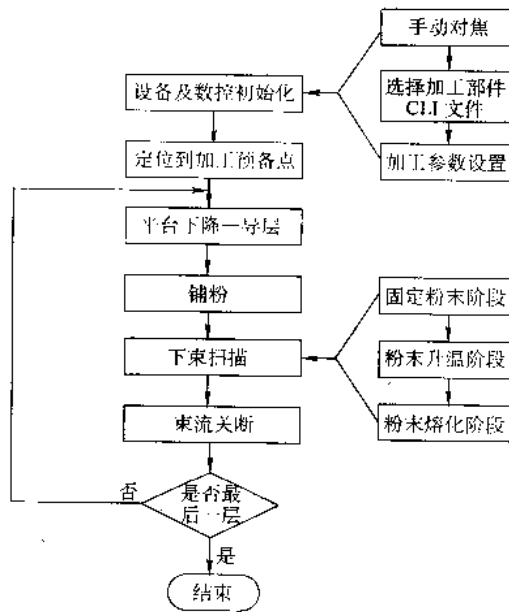 手动对焦
设备及数控初始化
选择加工部件
CLI 文件
定位到加工预备点
加工参数设置
平台下降一导层
铺粉
固定粉末阶段
下束扫描
粉末升温阶段
束流关断
粉末熔化阶段
否
是否最
后一层
是
结束